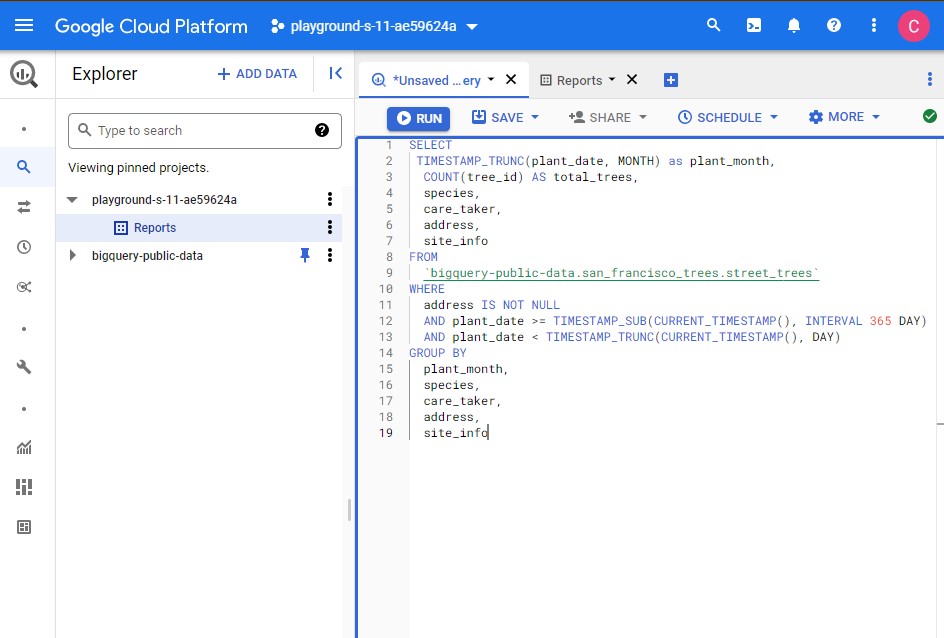 Google Cloud Platform
playground-s-11-ae59624a
C
Explorer
ADD DATA
*Unsaved ...ery
Reports
RUN
SAVE
SHARE
SCHEDULE
MORE
Type to search
Viewing pinned projects.
playground-s-11-ae59624a
Reports
bigquery-public-data
1 SELECT
2 TIMESTAMP_TRUNC(plant_date, MONTH) as plant_month,
3 COUNT(tree_id) AS total_trees,
4 species,
5 care_taker,
6 address,
7 site_info
8 FROM
9 `bigquery-public-data.san_francisco_trees.street_trees`
10 WHERE
11 address IS NOT NULL
12 AND plant_date >= TIMESTAMP_SUB(CURRENT_TIMESTAMP(), INTERVAL 365 DAY)
13 AND plant_date < TIMESTAMP_TRUNC(CURRENT_TIMESTAMP(), DAY)
14 GROUP BY
15 plant_month,
16 species,
17 care_taker,
18 address,
19 site_info